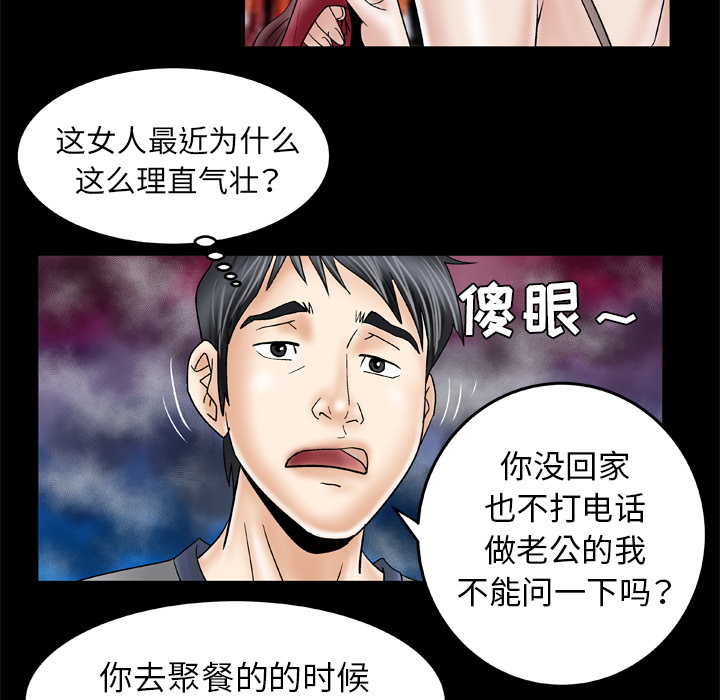 这女人最近为什么
这么理直气壮？
傻眼～
你没回家
也不打电话
做老公的我
不能问一下吗？
你去聚餐的的时候